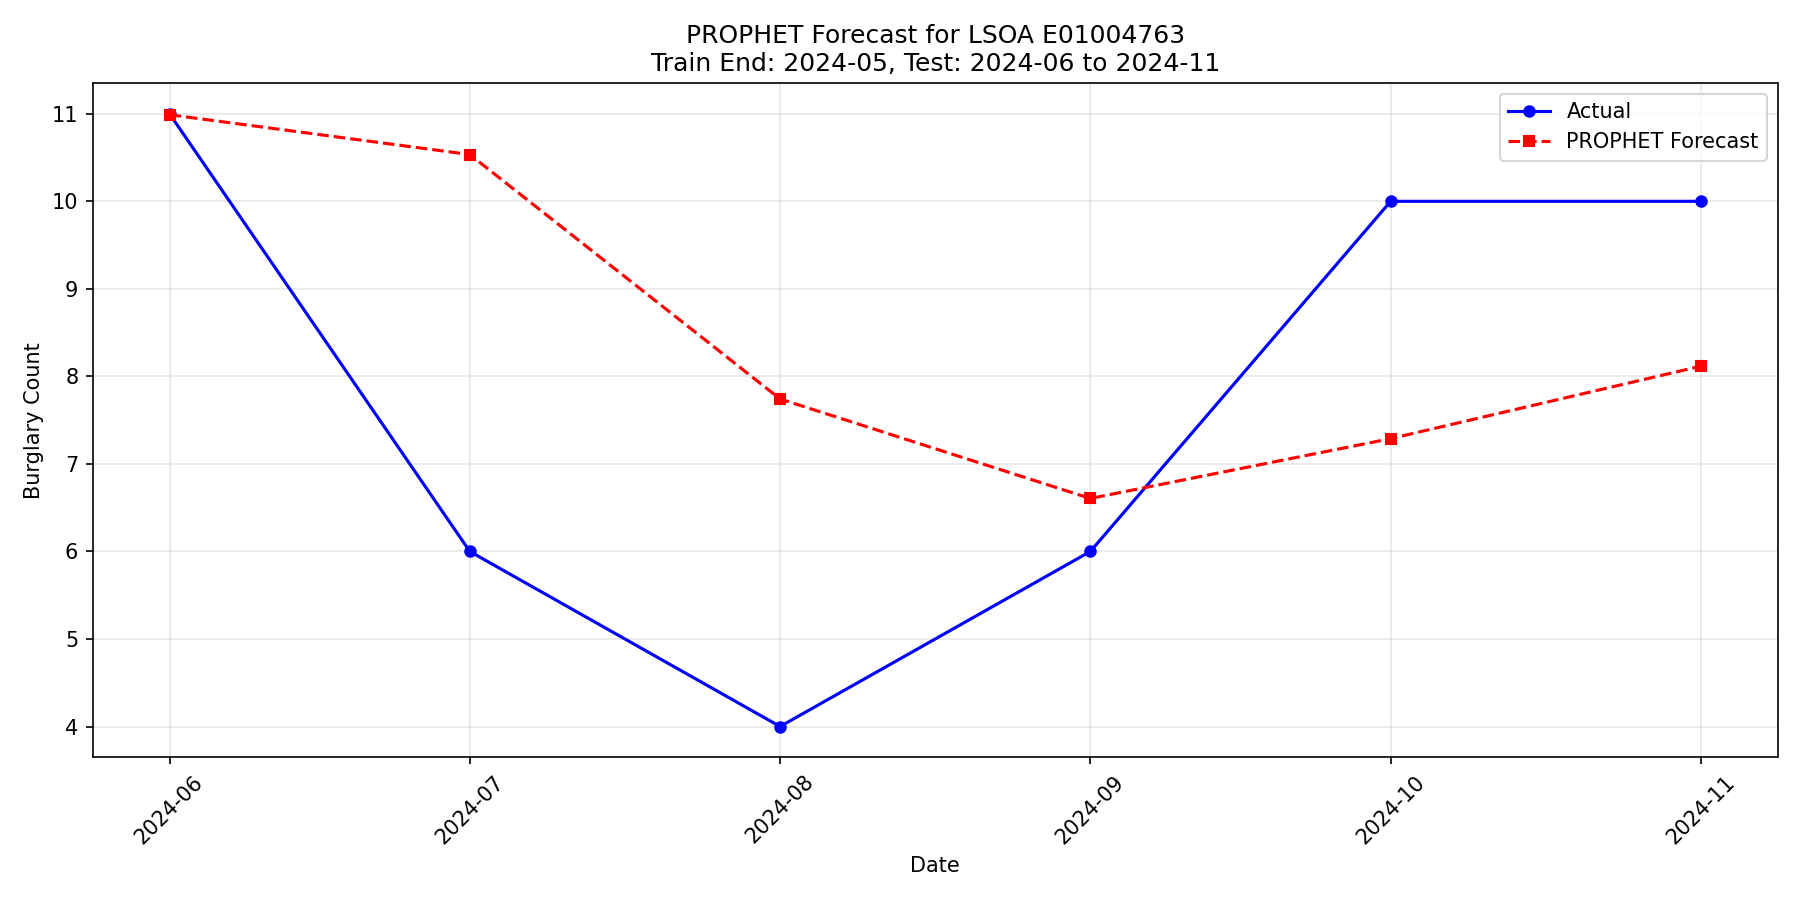 PROPHET Forecast for LSOA E01004763
Train End: 2024-05, Test: 2024-06 to 2024-11
Actual
PROPHET Forecast
Burglary Count
11
10
9
8
7
6
5
4
2024-06
2024-07
2024-08
2024-09
2024-10
2024-11
Date